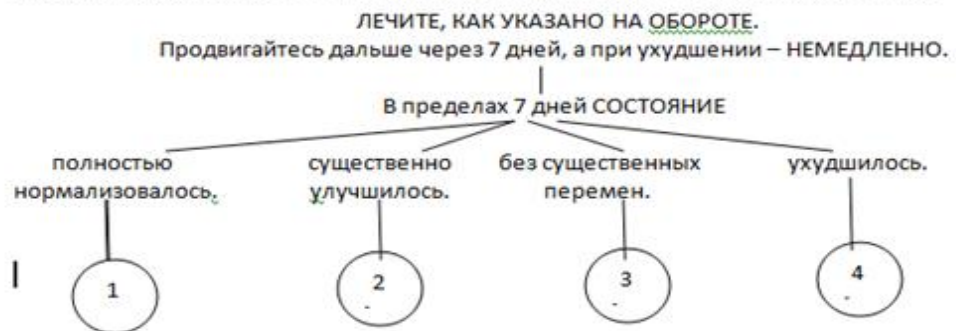 ЛЕЧИТЕ, КАК УКАЗАНО НА ОБОРОТЕ.
Продвигайтесь дальше через 7 дней, а при ухудшении – НЕМЕДЛЕННО.
В пределах 7 дней СОСТОЯНИЕ
полностью существенно без существенных ухудшилось.
нормализовалось. улучшилось. перемен.
1 2 3 4